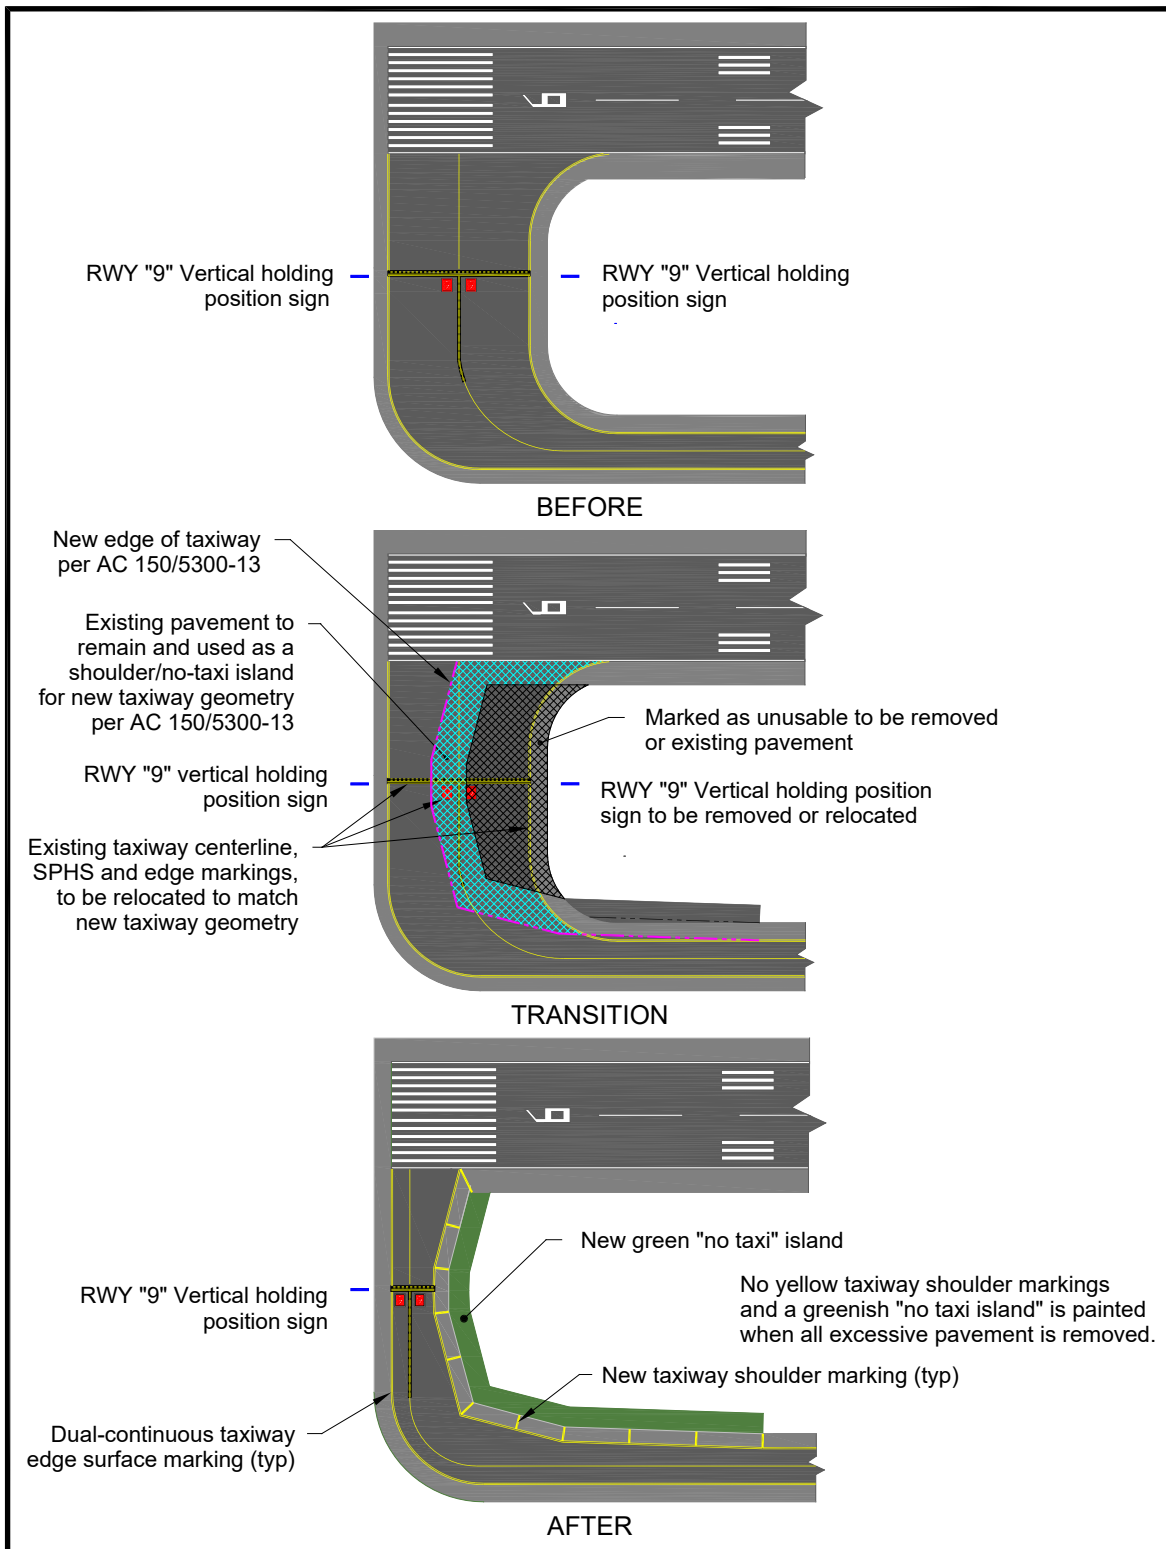 RWY "9" Vertical holding
position sign
RWY "9" Vertical holding
position sign
BEFORE
New edge of taxiway
per AC 150/5300-13
Existing pavement to
remain and used as a
shoulder/no-taxi island
for new taxiway geometry
per AC 150/5300-13
Marked as unusable to be removed
or existing pavement
RWY "9" vertical holding
position sign
RWY "9" Vertical holding position
sign to be removed or relocated
Existing taxiway centerline,
SPHS and edge markings,
to be relocated to match
new taxiway geometry
TRANSITION
New green "no taxi" island
RWY "9" Vertical holding
position sign
No yellow taxiway shoulder markings
and a greenish "no taxi island" is painted
when all excessive pavement is removed.
New taxiway shoulder marking (typ)
Dual-continuous taxiway
edge surface marking (typ)
AFTER